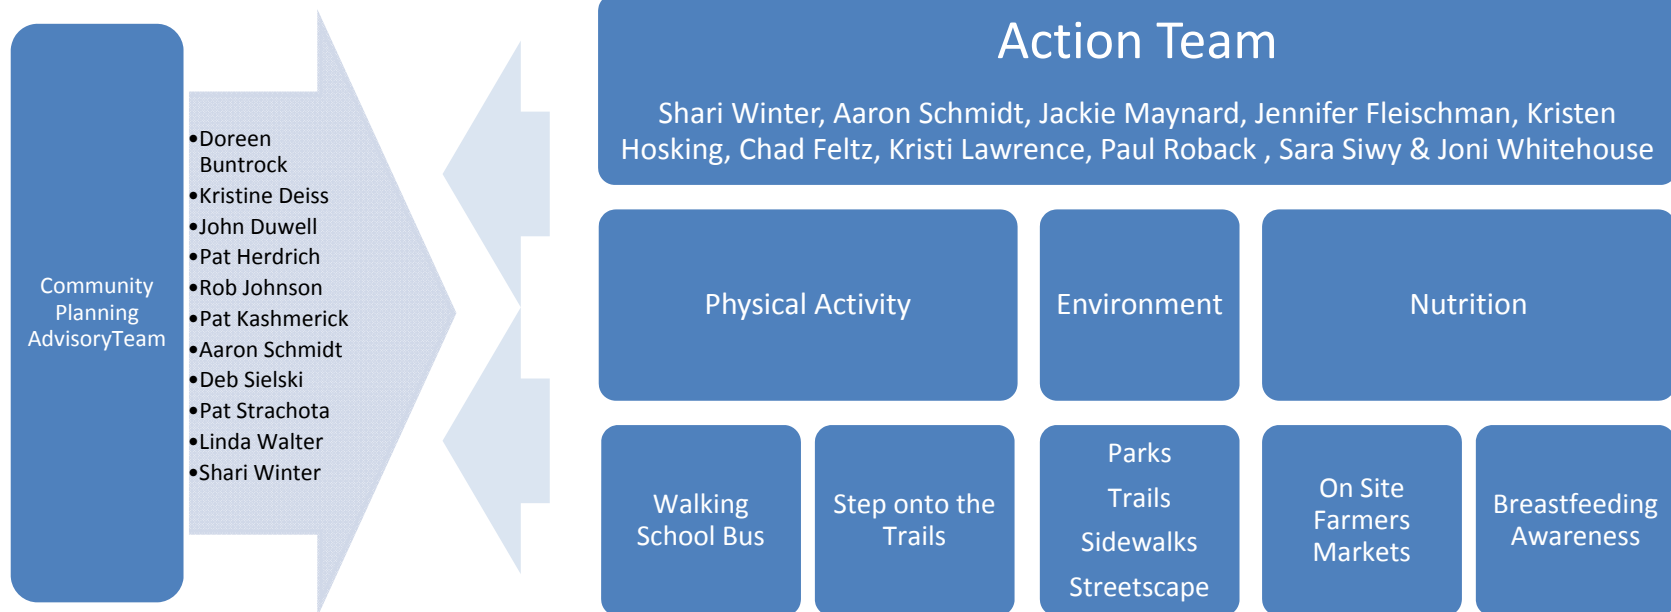 Community
Planning
AdvisoryTeam
•Doreen
Buntrock
•Kristine Deiss
•John Duwell
•Pat Herdrich
•Rob Johnson
•Pat Kashmerick
•Aaron Schmidt
•Deb Sielski
•Pat Strachota
•Linda Walter
•Shari Winter
Action Team
Shari Winter, Aaron Schmidt, Jackie Maynard, Jennifer Fleischman, Kristen
Hosking, Chad Feltz, Kristi Lawrence, Paul Roback , Sara Siwy & Joni Whitehouse
Physical Activity
Environment
Nutrition
Walking
School Bus
Step onto the
Trails
Parks
Trails
Sidewalks
Streetscape
On Site
Farmers
Markets
Breastfeeding
Awareness